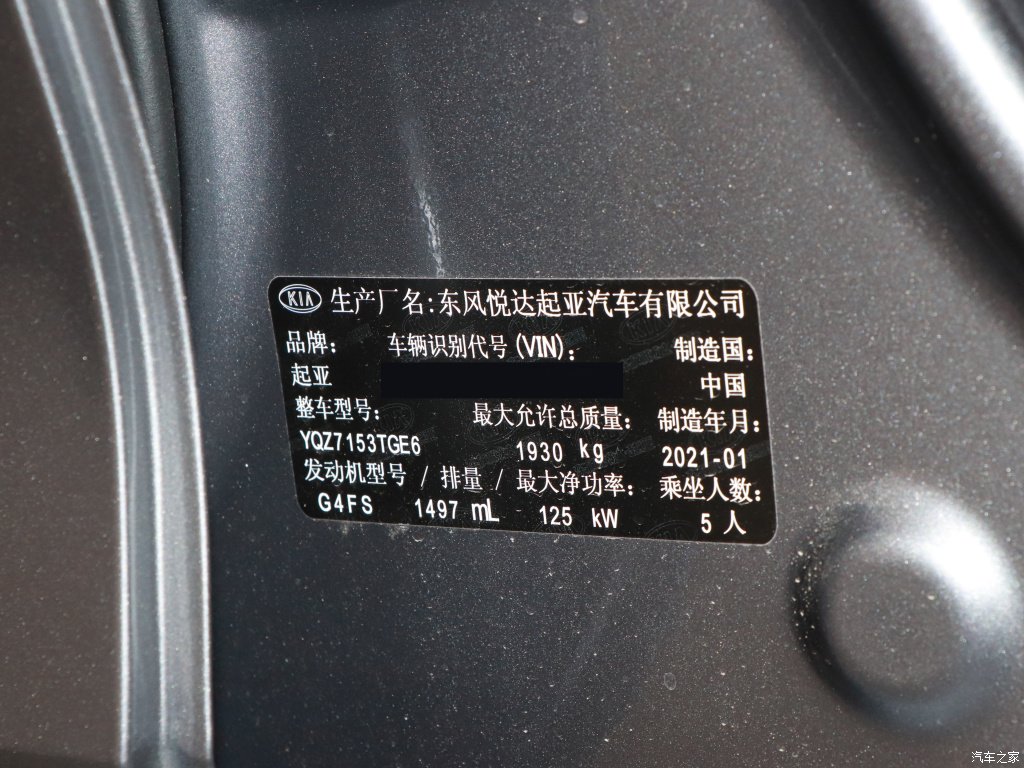 KIA 生产厂名:东风悦达起亚汽车有限公司
品牌: 车辆识别代号(VIN): 制造国:
起亚 中国
整车型号: 最大允许总质量: 制造年月:
YQZ7153TGE6 1930 kg 2021-01
发动机型号 / 排量 / 最大净功率: 乘坐人数:
G4FS 1497 mL 125 kW 5 人
汽车之家